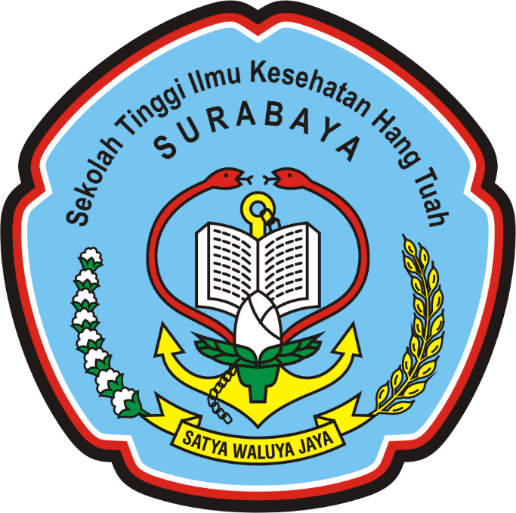 Sekolah Tinggi Ilmu Kesehatan Hang Tuah
SURABAYA
SATYA WALUYA JAYA